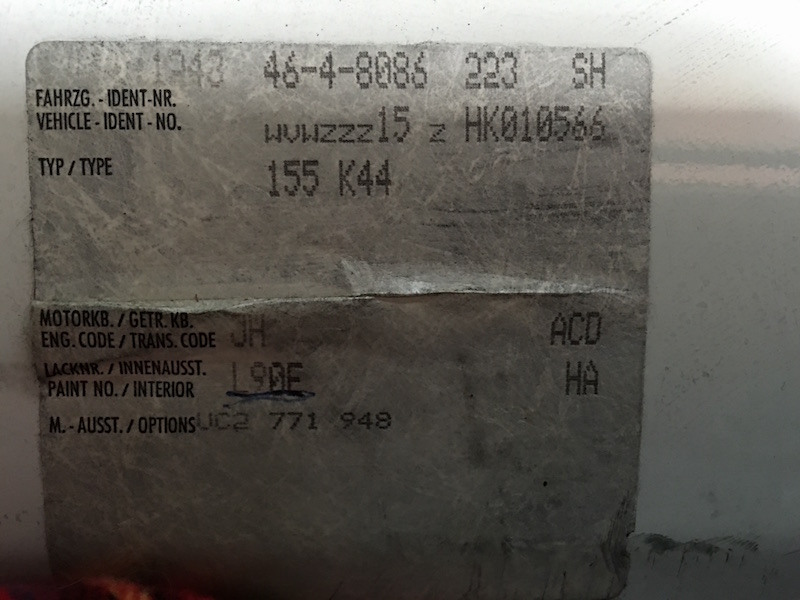 1943 46-4-8086 223 SH
FAHRZG. - IDENT-NR.
VEHICLE - IDENT - NO. WVWZZZ15 Z HK010566
TYP / TYPE 155 K44
MOTORKB. / GETR. KB.
ENG. CODE / TRANS. CODE JH ACD
LACKNR. / INNENAUSST.
PAINT NO. / INTERIOR L90E HA
M. - AUSST. / OPTIONS UC2 771 948